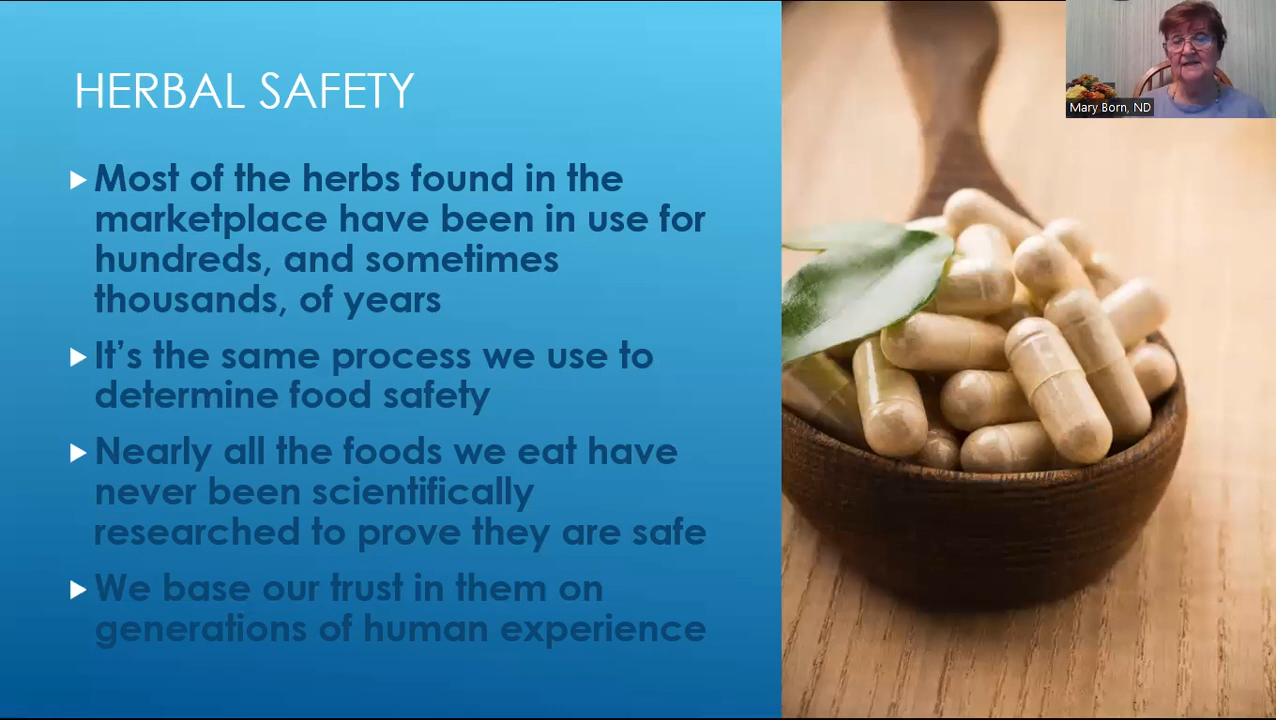 HERBAL SAFETY
Most of the herbs found in the
marketplace have been in use for
hundreds, and sometimes
thousands, of years
It's the same process we use to
determine food safety
Nearly all the foods we eat have
never been scientifically
researched to prove they are safe
We base our trust in them on
generations of human experience
Mary Born, ND